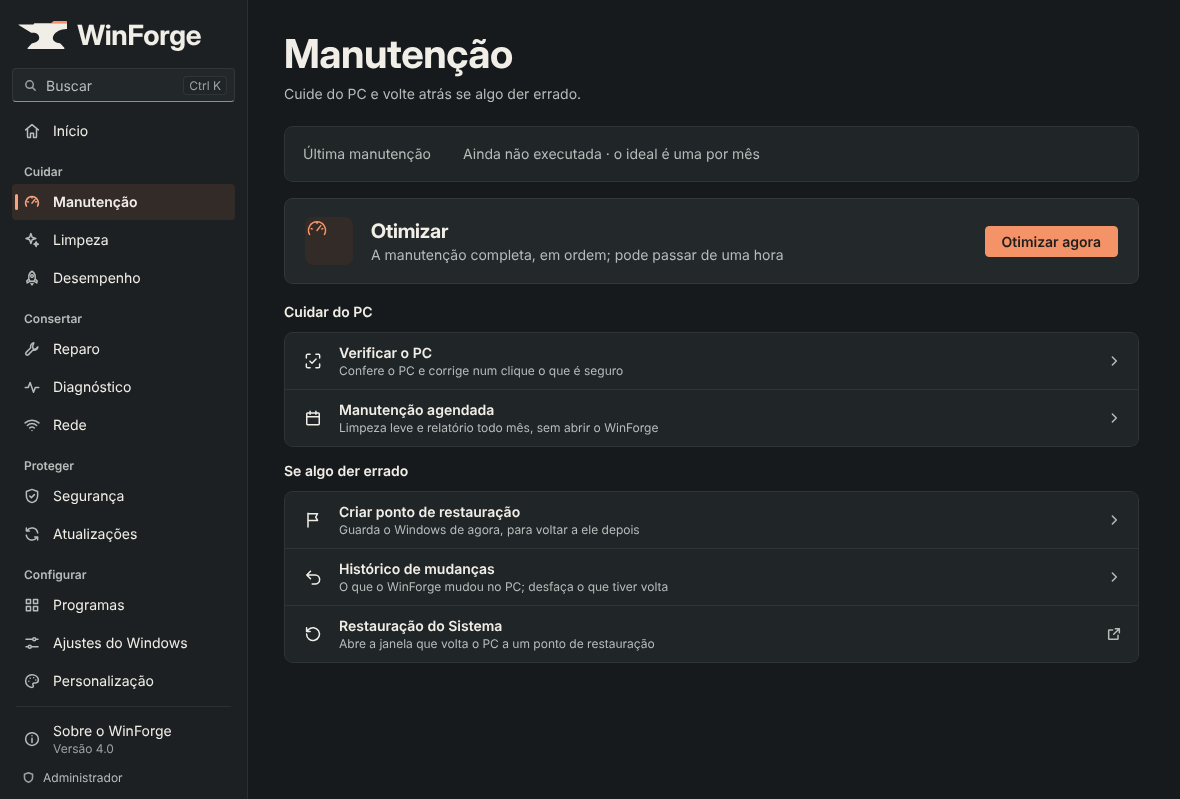 WinForge
Buscar
Ctrl K
Início
Cuidar
Manutenção
Limpeza
Desempenho
Consertar
Reparo
Diagnóstico
Rede
Proteger
Segurança
Atualizações
Configurar
Programas
Ajustes do Windows
Personalização
Sobre o WinForge
Versão 4.0
Administrador
Manutenção
Cuide do PC e volte atrás se algo der errado.
Última manutenção
Ainda não executada · o ideal é uma por mês
Otimizar
A manutenção completa, em ordem; pode passar de uma hora
Otimizar agora
Cuidar do PC
Verificar o PC
Confere o PC e corrige num clique o que é seguro
Manutenção agendada
Limpeza leve e relatório todo mês, sem abrir o WinForge
Se algo der errado
Criar ponto de restauração
Guarda o Windows de agora, para voltar a ele depois
Histórico de mudanças
O que o WinForge mudou no PC; desfaça o que tiver volta
Restauração do Sistema
Abre a janela que volta o PC a um ponto de restauração